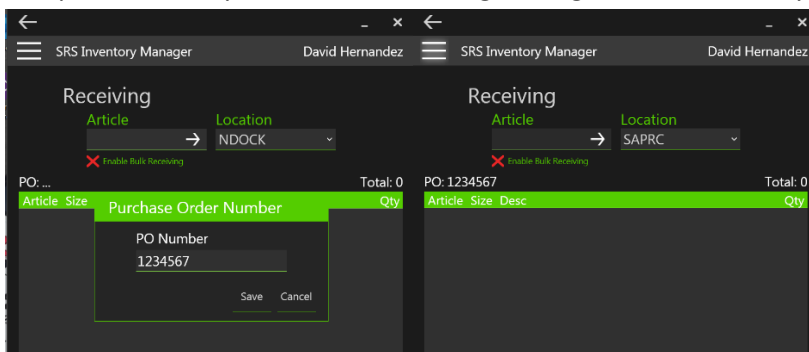 SRS Inventory Manager David Hernandez
Receiving
Article Location
NDOCK
Enable Bulk Receiving
PO: ... Total: 0
Article Size Qty
Purchase Order Number
PO Number
1234567
Save Cancel
SRS Inventory Manager David Hernandez
Receiving
Article Location
SAPRC
Enable Bulk Receiving
PO: 1234567 Total: 0
Article Size Desc Qty